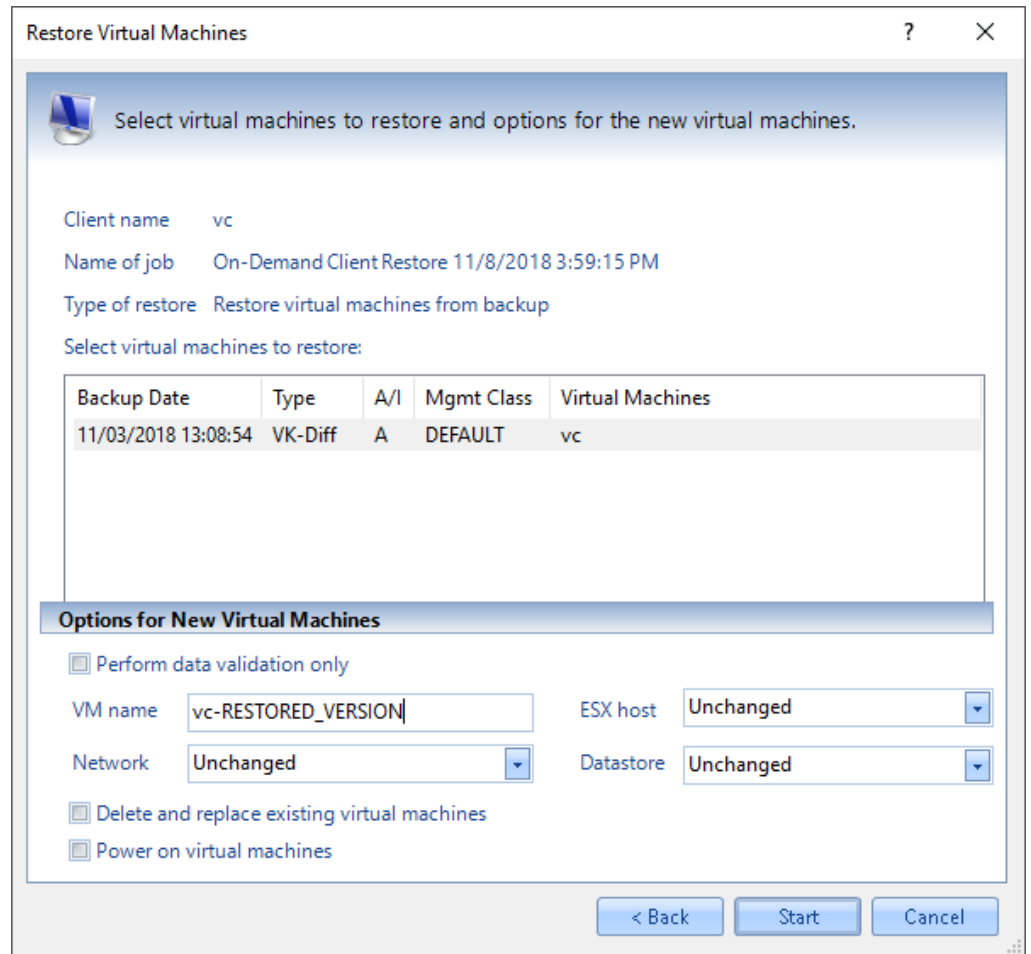 Restore Virtual Machines ?
Select virtual machines to restore and options for the new virtual machines.
Client name vc
Name of job On-Demand Client Restore 11/8/2018 3:59:15 PM
Type of restore Restore virtual machines from backup
Select virtual machines to restore:
Backup Date Type A/I Mgmt Class Virtual Machines
11/03/2018 13:08:54 VK-Diff A DEFAULT vc
Options for New Virtual Machines
Perform data validation only
VM name vc-RESTORED_VERSION ESX host Unchanged
Network Unchanged Datastore Unchanged
Delete and replace existing virtual machines
Power on virtual machines
< Back Start Cancel